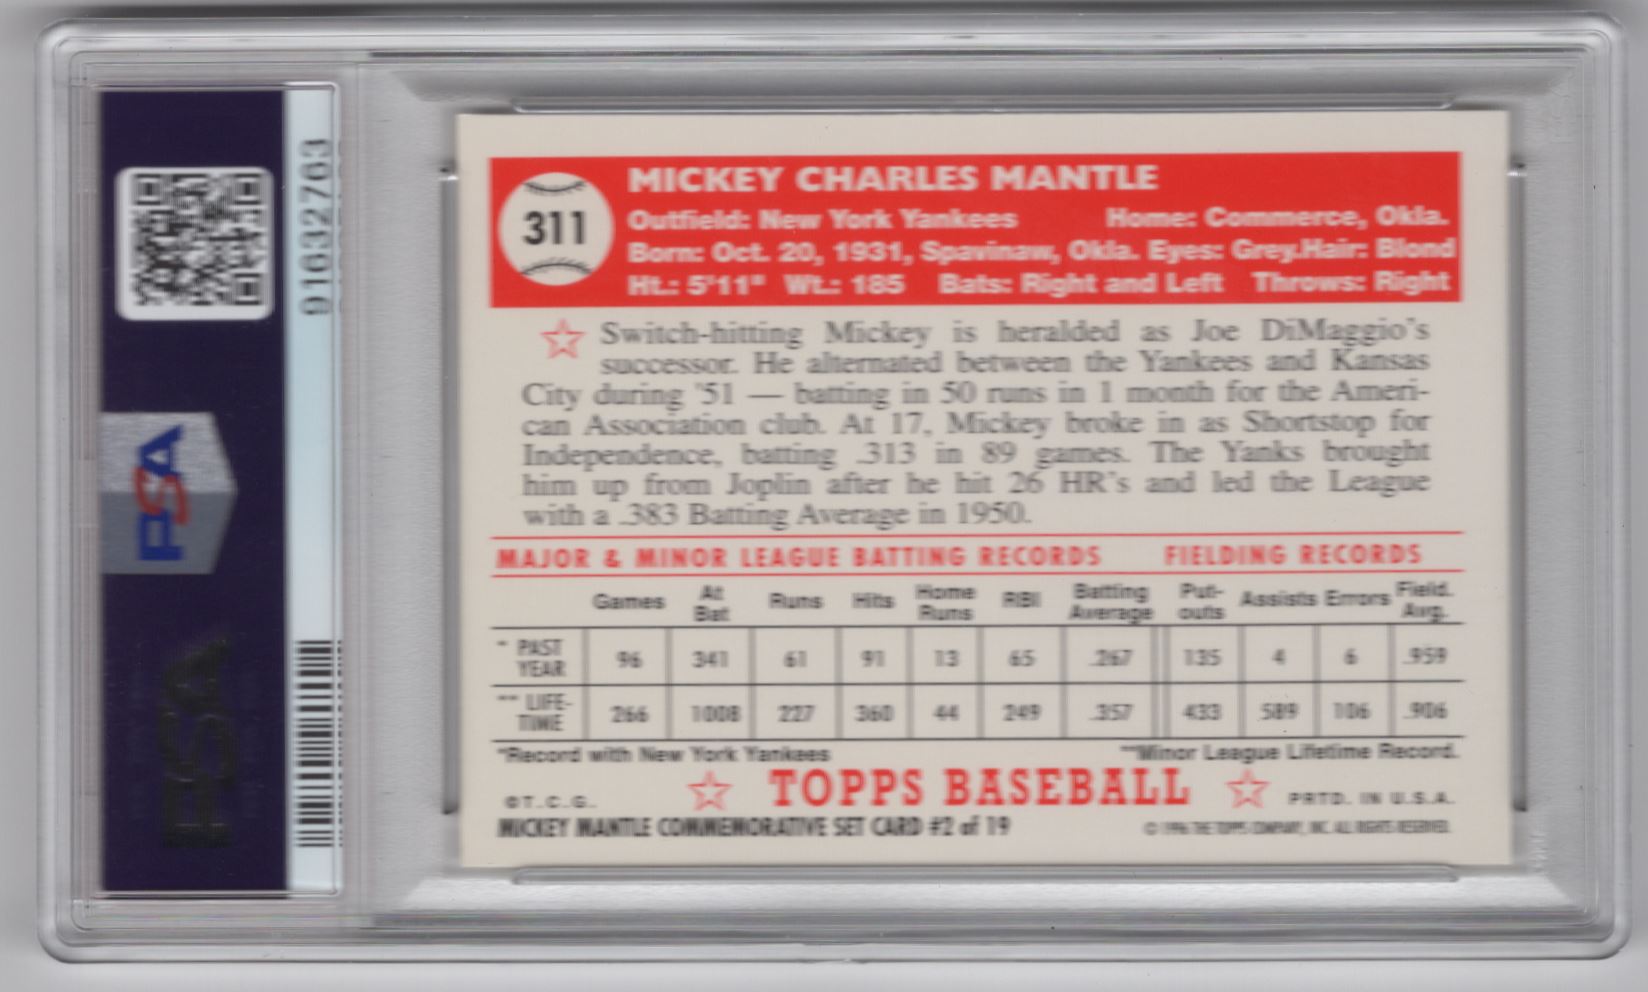 91632763
PSA
PSA
311
MICKEY CHARLES MANTLE
Outfield: New York Yankees Home: Commerce, Okla.
Born: Oct. 20, 1931, Spavinaw, Okla. Eyes: Grey.Hair: Blond
Ht.: 5'11" Wt.: 185 Bats: Right and Left Throws: Right
Switch-hitting Mickey is heralded as Joe DiMaggio's
successor. He alternated between the Yankees and Kansas
City during '51 — batting in 50 runs in 1 month for the Ameri-
can Association club. At 17, Mickey broke in as Shortstop for
Independence, batting .313 in 89 games. The Yanks brought
him up from Joplin after he hit 26 HR's and led the League
with a .383 Batting Average in 1950.
MAJOR & MINOR LEAGUE BATTING RECORDS FIELDING RECORDS
Games At Bat Runs Hits Home Runs RBI Batting Average Put-outs Assists Errors Field. Avg.
* PAST YEAR 96 341 61 91 13 65 .267 135 4 6 .959
** LIFE-TIME 266 1008 227 360 44 249 .357 433 589 106 .906
*Record with New York Yankees **Minor League Lifetime Record.
TOPPS BASEBALL
©T.C.G. PRTD. IN U.S.A.
MICKEY MANTLE COMMEMORATIVE SET CARD #2 of 19 © 1996 THE TOPPS COMPANY, INC. ALL RIGHTS RESERVED.